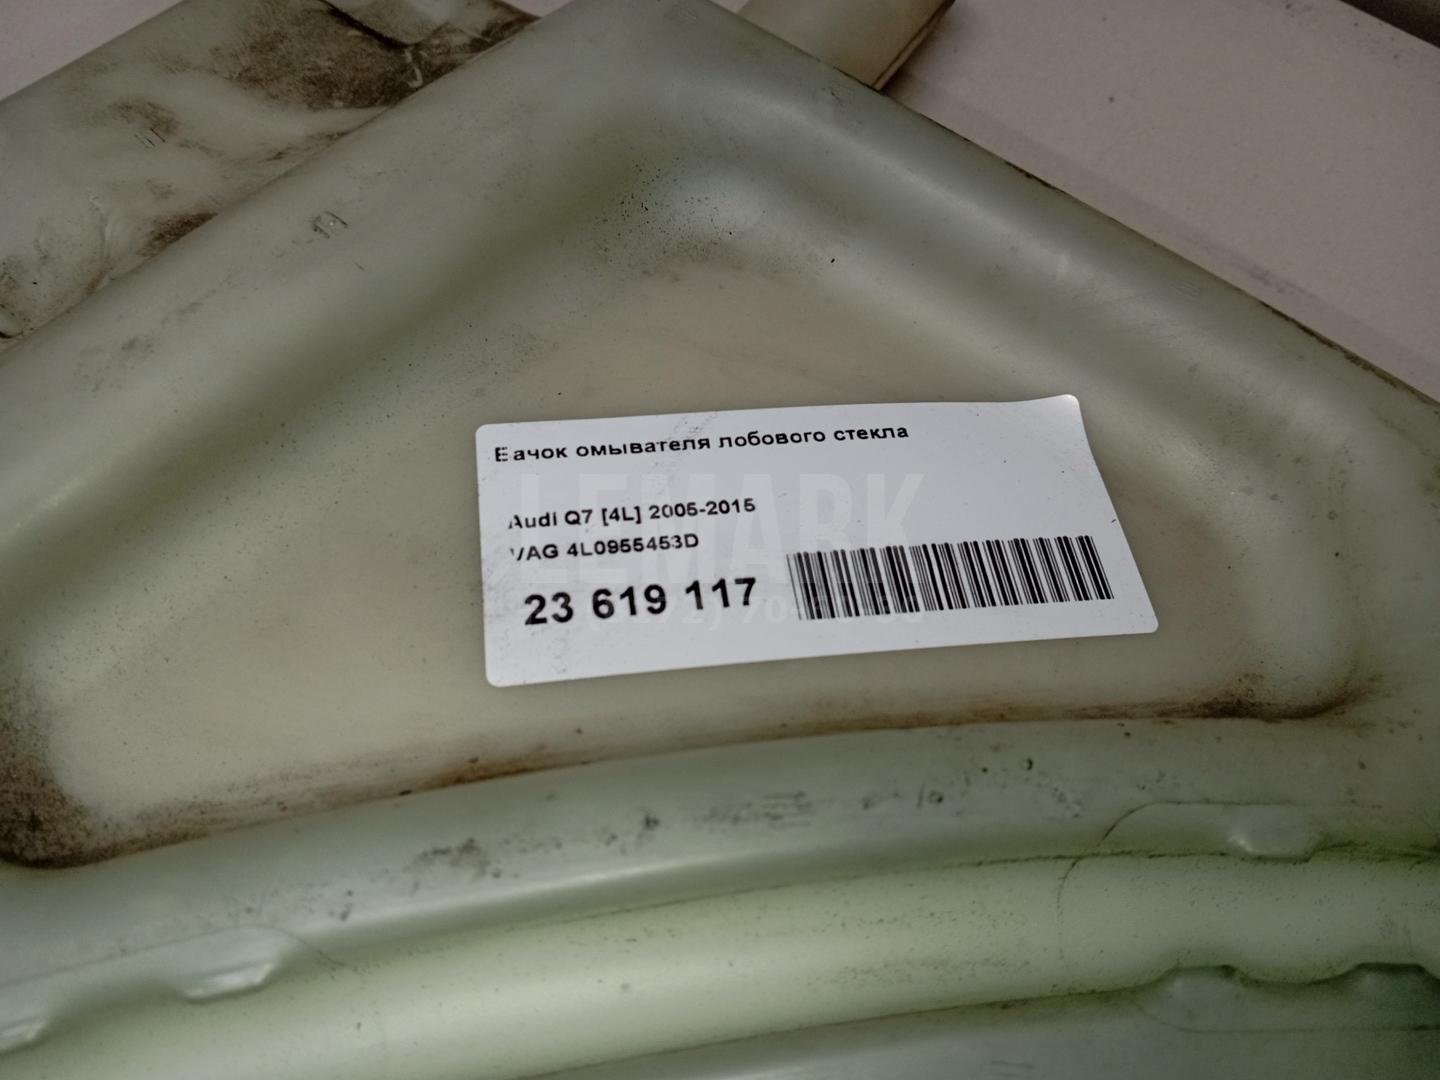 Бачок омывателя лобового стекла
Audi Q7 [4L] 2005-2015
VAG 4L0955453D
23 619 117
LEMARK